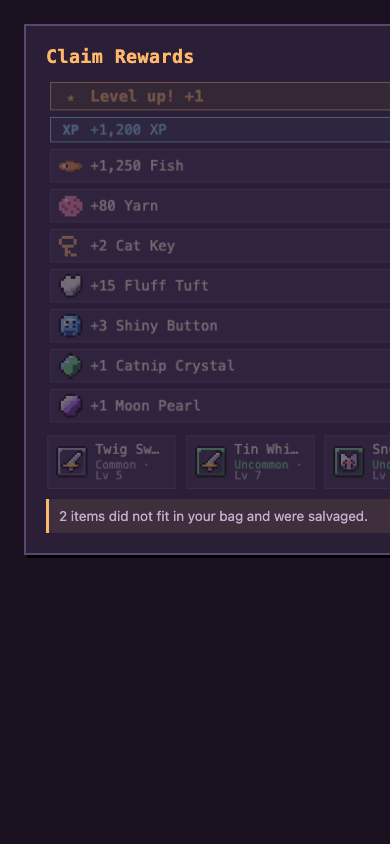 Claim Rewards
★ Level up! +1
XP +1,200 XP
+1,250 Fish
+80 Yarn
+2 Cat Key
+15 Fluff Tuft
+3 Shiny Button
+1 Catnip Crystal
+1 Moon Pearl
Twig Sw…
Common ·
Lv 5
Tin Whi…
Uncommon ·
Lv 7
Lv
2 items did not fit in your bag and were salvaged.